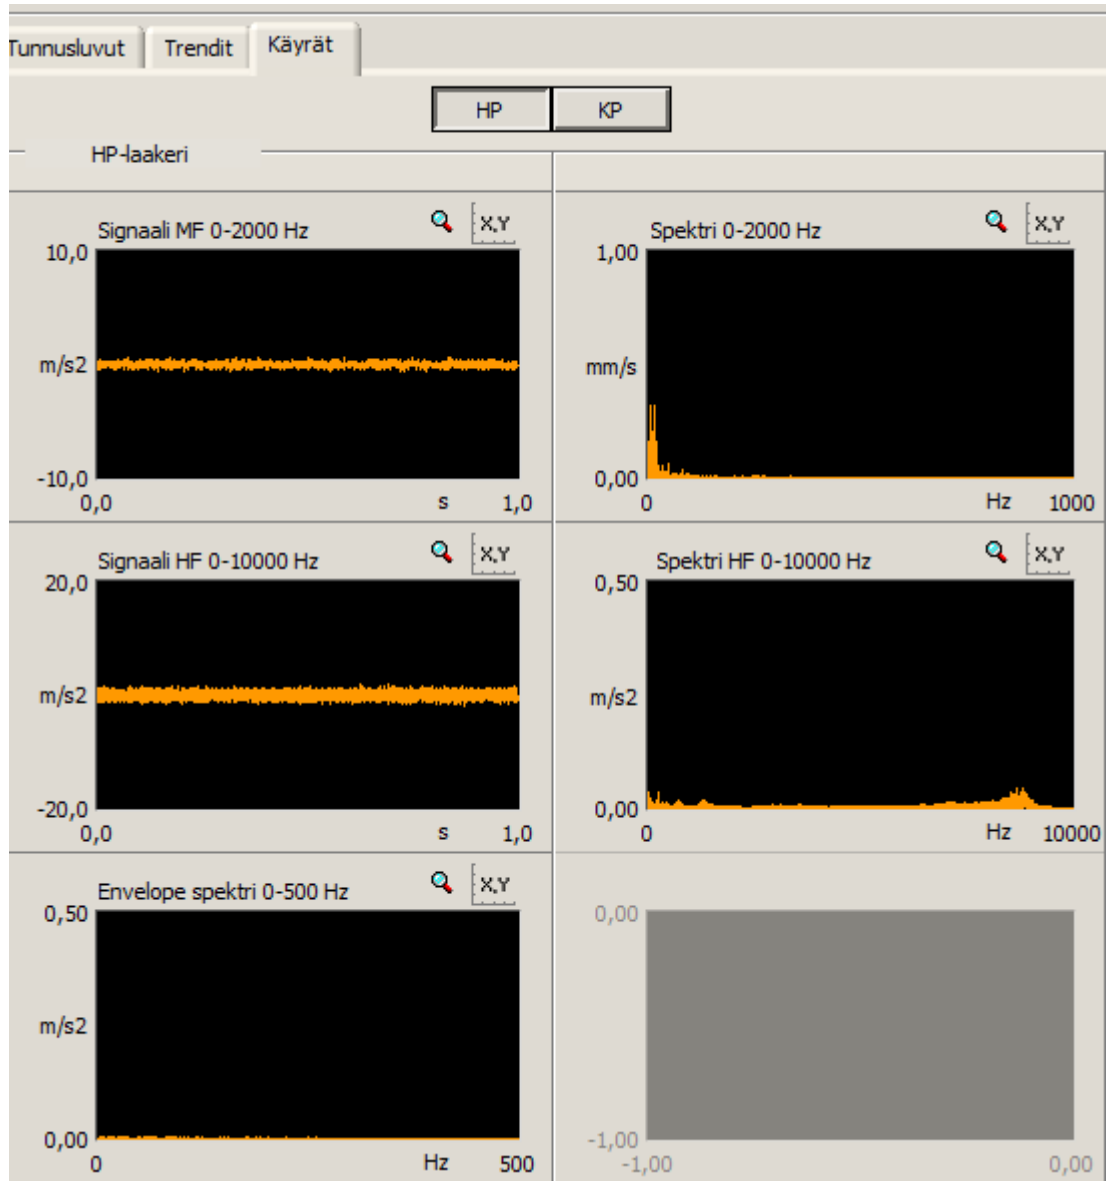 Tunnusluvut Trendit Käyrät
HP KP
HP-laakeri
Signaali MF 0-2000 Hz
X,Y
10,0
m/s2
-10,0
0,0 s 1,0
Spektri 0-2000 Hz
X,Y
1,00
mm/s
0,00
0 Hz 1000
Signaali HF 0-10000 Hz
X,Y
20,0
m/s2
-20,0
0,0 s 1,0
Spektri HF 0-10000 Hz
X,Y
0,50
m/s2
0,00
0 Hz 10000
Envelope spektri 0-500 Hz
X,Y
0,50
m/s2
0,00
0 Hz 500
0,00
-1,00
-1,00 0,00